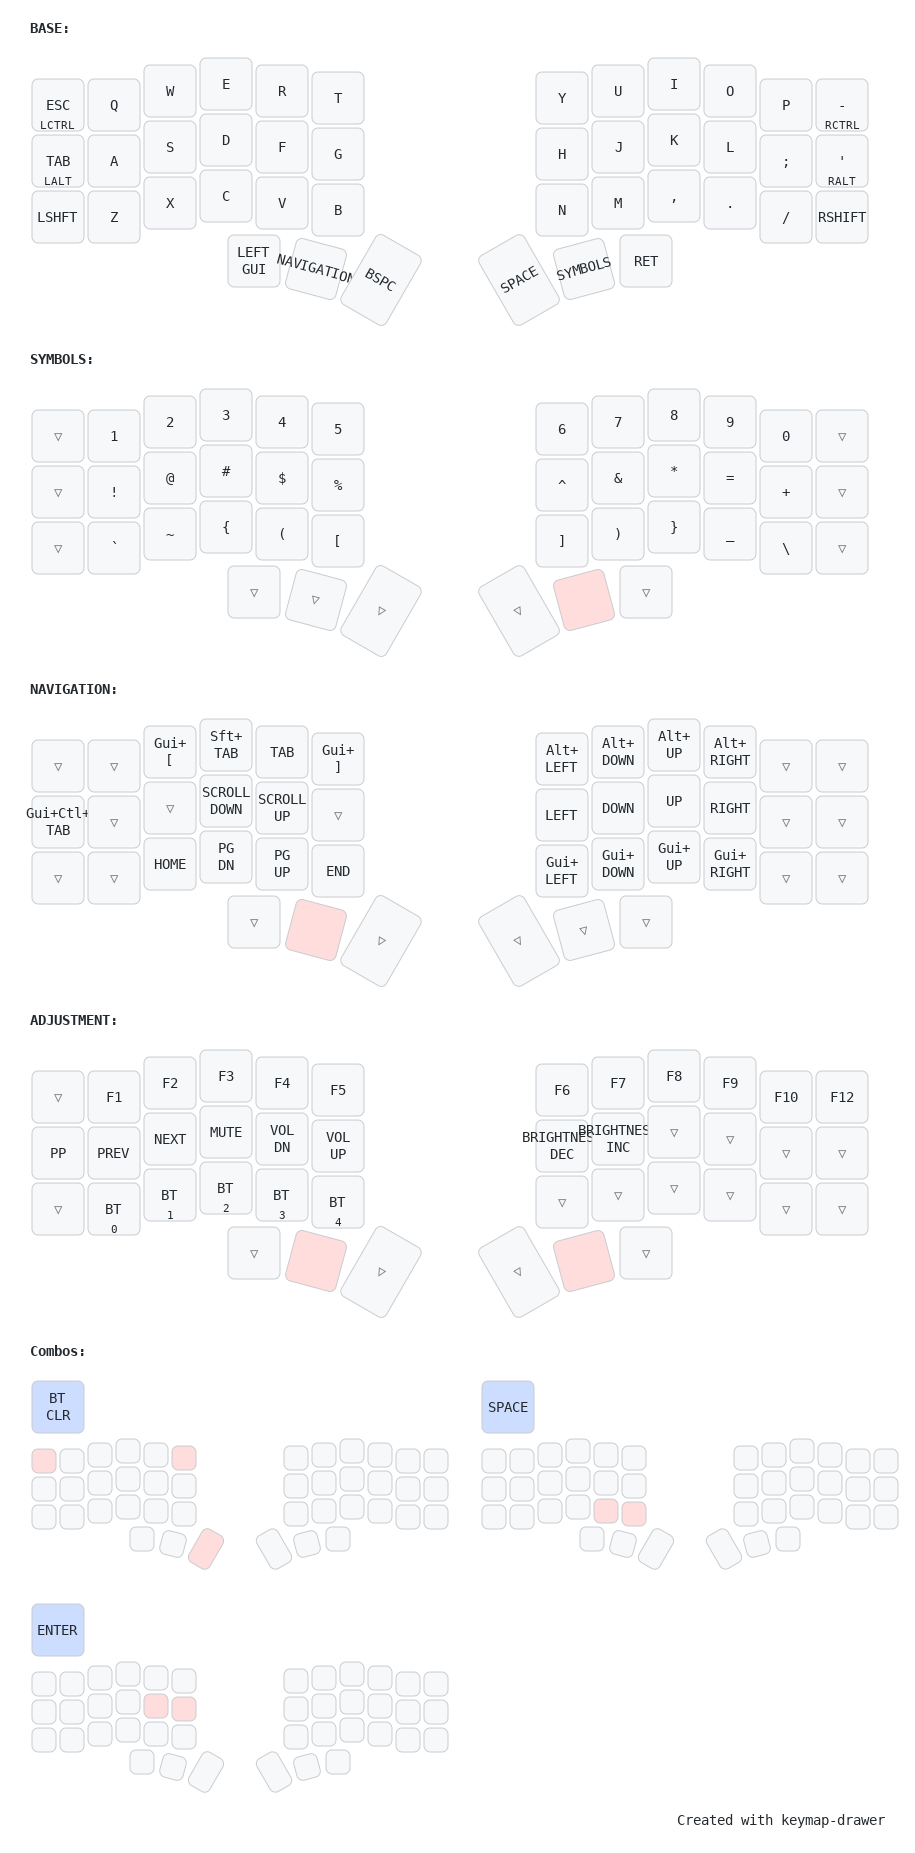 BASE:
ESC Q W E R T Y U I O P -
LCTRL RCTRL
TAB A S D F G H J K L ; '
LALT RALT
LSHFT Z X C V B N M , . / RSHIFT
LEFT
GUI NAVIGATION BSPC SPACE SYMBOLS RET
SYMBOLS:
▽ 1 2 3 4 5 6 7 8 9 0 ▽
▽ ! @ # $ % ^ & * = + ▽
▽ ` ~ { ( [ ] ) } _ \ ▽
▽ ▽ ▽ ▽ ▽
NAVIGATION:
▽ ▽ Gui+ [ Sft+ TAB TAB Gui+ ] Alt+ LEFT Alt+ DOWN Alt+ UP Alt+ RIGHT ▽ ▽
Gui+Ctl+ TAB ▽ ▽ SCROLL DOWN SCROLL UP ▽ LEFT DOWN UP RIGHT ▽ ▽
▽ ▽ HOME PG DN PG UP END Gui+ LEFT Gui+ DOWN Gui+ UP Gui+ RIGHT ▽ ▽
▽ ▽ ▽ ▽ ▽
ADJUSTMENT:
▽ F1 F2 F3 F4 F5 F6 F7 F8 F9 F10 F12
PP PREV NEXT MUTE VOL DN VOL UP BRIGHTNES DEC BRIGHTNES INC ▽ ▽ ▽ ▽
▽ BT 0 BT 1 BT 2 BT 3 BT 4 ▽ ▽ ▽ ▽ ▽ ▽
▽ ▽ ▽ ▽
Combos:
BT
CLR
SPACE
ENTER
Created with keymap-drawer